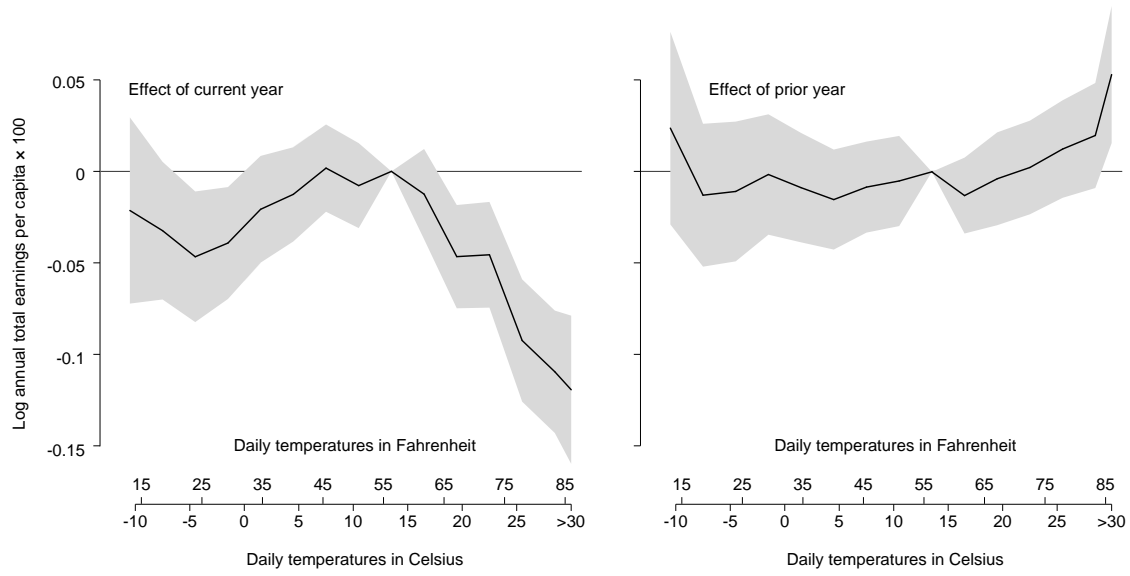 Log annual total earnings per capita × 100
0.05
0
-0.05
-0.1
-0.15
Effect of current year
Daily temperatures in Fahrenheit
15 25 35 45 55 65 75 85
-10 -5 0 5 10 15 20 25 >30
Daily temperatures in Celsius
Effect of prior year
Daily temperatures in Fahrenheit
15 25 35 45 55 65 75 85
-10 -5 0 5 10 15 20 25 >30
Daily temperatures in Celsius